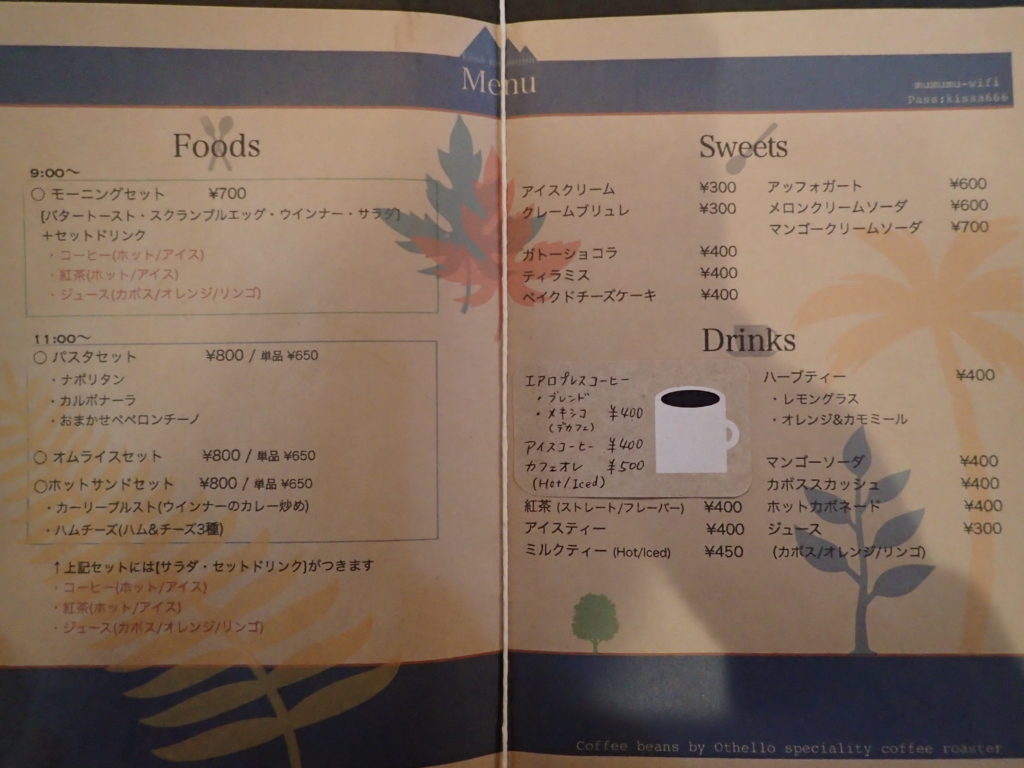 Menu
mumumu-wifi
Pass:kissa666
Foods
9:00〜
○ モーニングセット ¥700
[バタートースト・スクランブルエッグ・ウインナー・サラダ]
+セットドリンク
・コーヒー(ホット/アイス)
・紅茶(ホット/アイス)
・ジュース(カボス/オレンジ/リンゴ)
11:00〜
○ パスタセット ¥800 / 単品 ¥650
・ナポリタン
・カルボナーラ
・おまかせペペロンチーノ
○ オムライスセット ¥800 / 単品 ¥650
○ホットサンドセット ¥800 / 単品 ¥650
・カーリーブルスト(ウインナーのカレー炒め)
・ハムチーズ(ハム&チーズ3種)
↑上記セットには[サラダ・セットドリンク]がつきます
・コーヒー(ホット/アイス)
・紅茶(ホット/アイス)
・ジュース(カボス/オレンジ/リンゴ)
Sweets
アイスクリーム ¥300
クレームブリュレ ¥300
ガトーショコラ ¥400
ティラミス ¥400
ベイクドチーズケーキ ¥400
アッフォガート ¥600
メロンクリームソーダ ¥600
マンゴークリームソーダ ¥700
Drinks
エアロプレスコーヒー
・ブレンド
・メキシコ ¥400
(デカフェ)
アイスコーヒー ¥400
カフェオレ ¥500
(Hot/Iced)
紅茶 (ストレート/フレーバー) ¥400
アイスティー ¥400
ミルクティー (Hot/Iced) ¥450
ハーブティー ¥400
・レモングラス
・オレンジ&カモミール
マンゴーソーダ ¥400
カボススカッシュ ¥400
ホットカボネード ¥400
ジュース ¥300
(カボス/オレンジ/リンゴ)
Coffee beans by Othello speciality coffee roaster